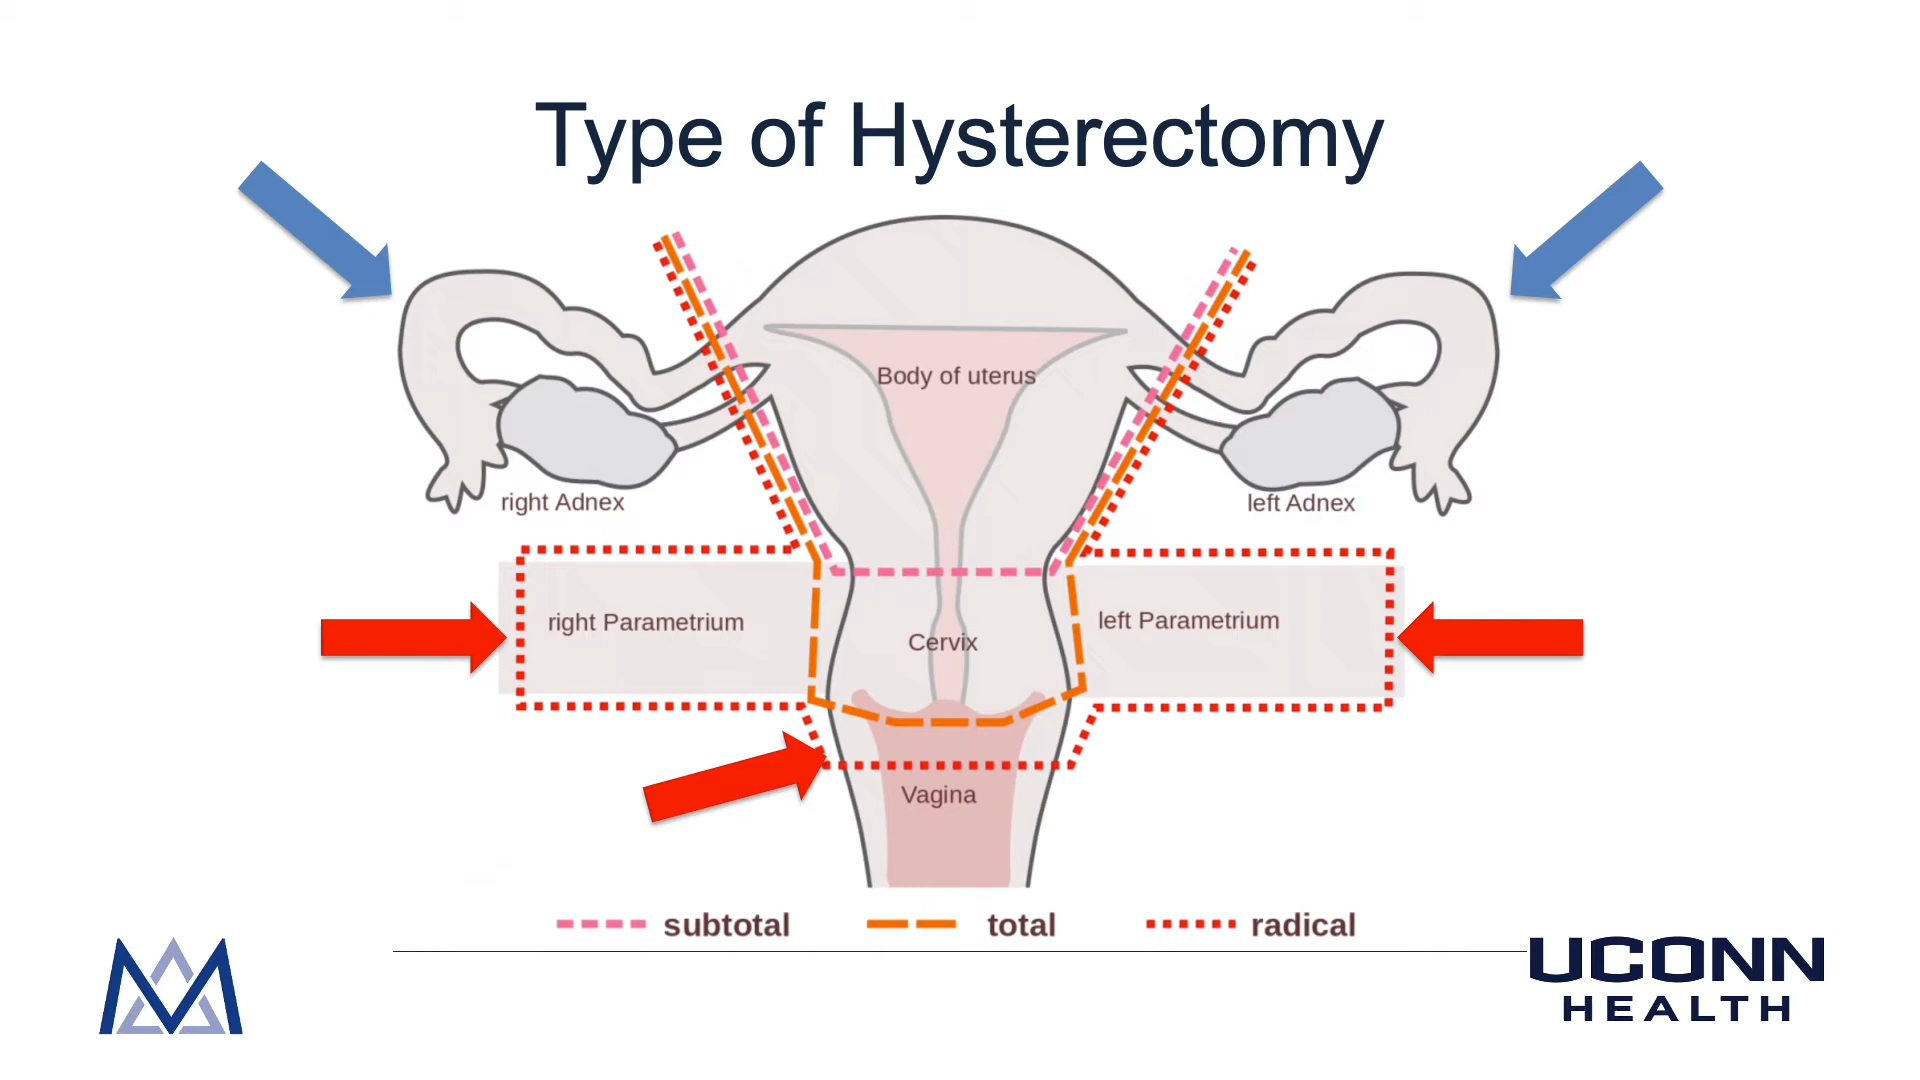 Type of Hysterectomy
Body of uterus
right Adnex
left Adnex
right Parametrium
left Parametrium
Cervix
Vagina
subtotal
total
radical
UCONN
HEALTH